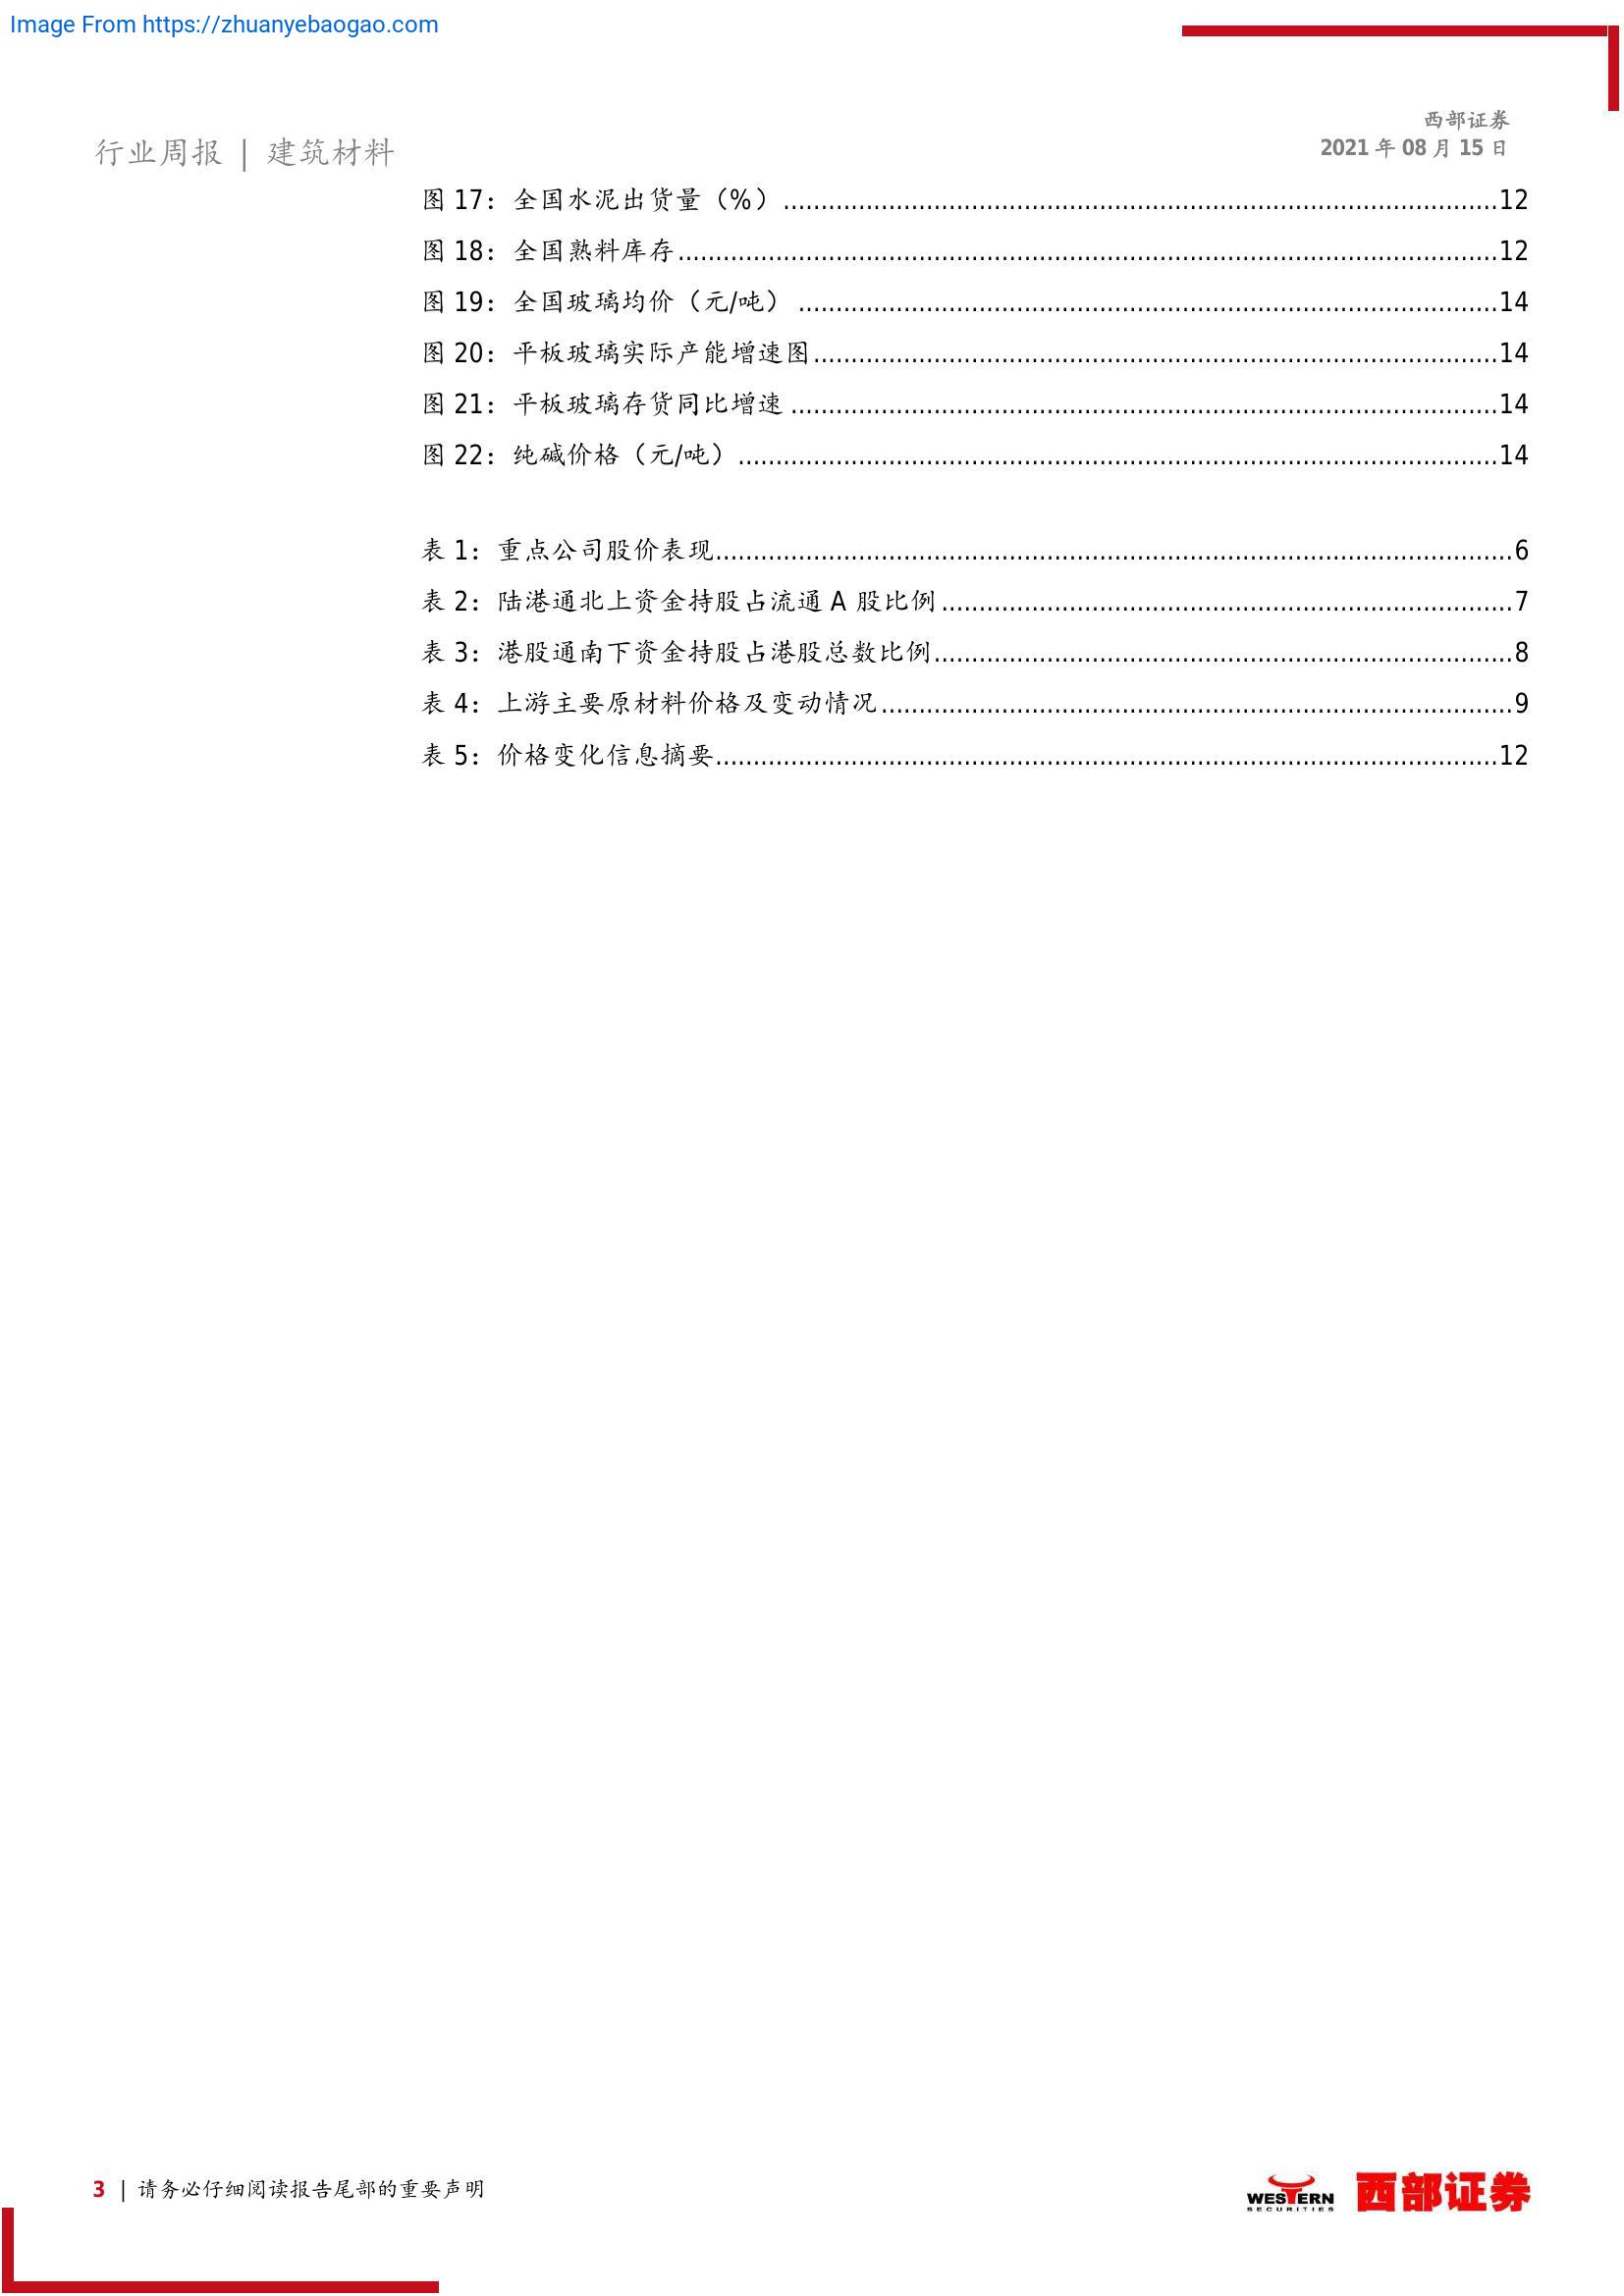 Image From https://zhuanyebaogao.com
西部证券
2021 年 08 月 15 日
行业周报 | 建筑材料
图 17：全国水泥出货量（%）...............12
图 18：全国熟料库存...............12
图 19：全国玻璃均价（元/吨）...............14
图 20：平板玻璃实际产能增速图...............14
图 21：平板玻璃存货同比增速...............14
图 22：纯碱价格（元/吨）...............14
表 1：重点公司股价表现...............6
表 2：陆港通北上资金持股占流通 A 股比例...............7
表 3：港股通南下资金持股占港股总数比例...............8
表 4：上游主要原材料价格及变动情况...............9
表 5：价格变化信息摘要...............12
3 | 请务必仔细阅读报告尾部的重要声明
WESTERN
SECURITIES
西部证券